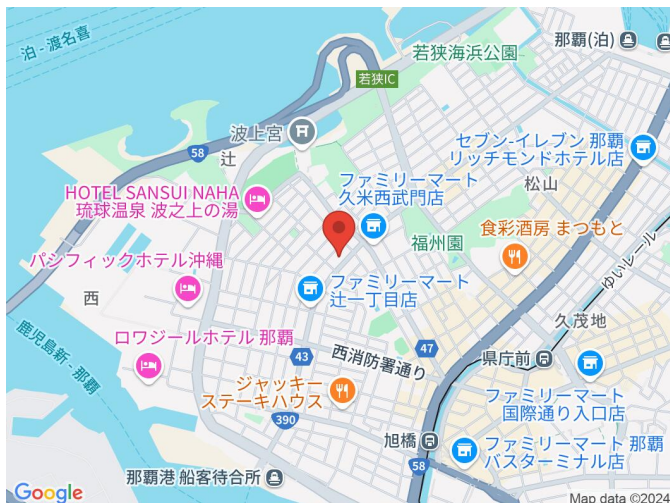 泊 - 渡名喜
那覇(泊)
若狭海浜公園
若狭IC
58
波上宮
辻
セブン-イレブン 那覇
リッチモンドホテル店
松山
HOTEL SANSUI NAHA
琉球温泉 波之上の湯
ファミリーマート
久米西武門店
福州園
食彩酒房 まつもと
ゆいレール
パシフィックホテル沖縄
西
ファミリーマート
辻一丁目店
久茂地
鹿児島新 - 那覇
ロワジールホテル 那覇
43
西消防署通り
47
県庁前
ジャッキー
ステーキハウス
ファミリーマート
国際通り入口店
390
旭橋
58
ファミリーマート 那覇
バスターミナル店
那覇港 船客待合所
Google
Map data ©2024